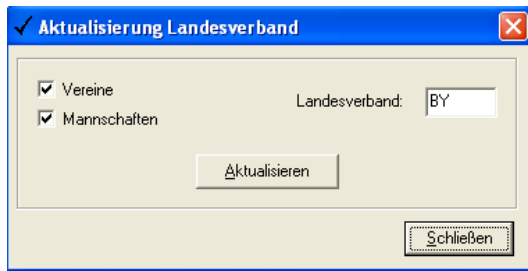 Aktualisierung Landesverband
Vereine
Mannschaften
Landesverband: BY
Aktualisieren
Schließen